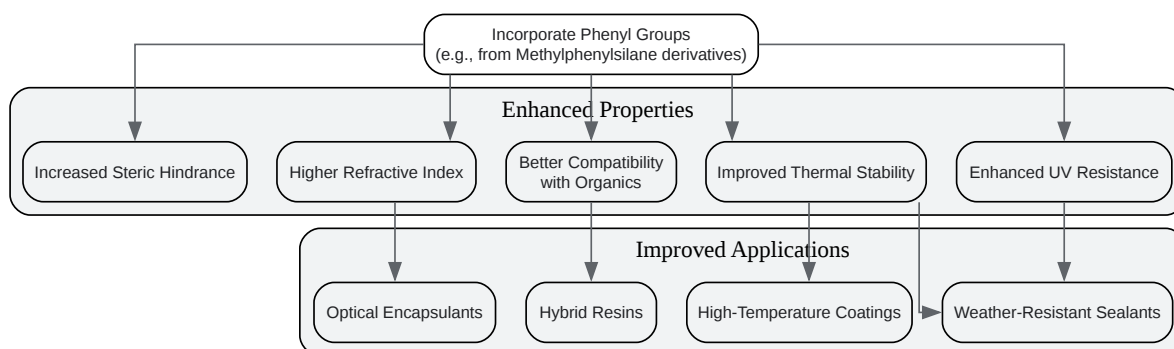 Incorporate Phenyl Groups
(e.g., from Methylphenylsilane derivatives)
Enhanced Properties
Increased Steric Hindrance
Higher Refractive Index
Better Compatibility
with Organics
Improved Thermal Stability
Enhanced UV Resistance
Improved Applications
Optical Encapsulants
Hybrid Resins
High-Temperature Coatings
Weather-Resistant Sealants